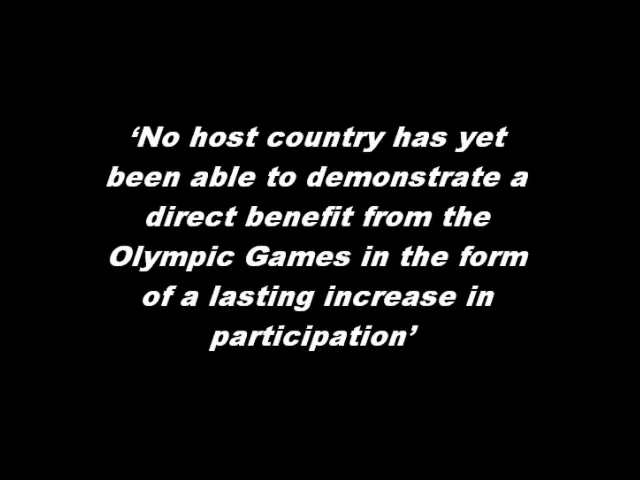 ‘No host country has yet
been able to demonstrate a
direct benefit from the
Olympic Games in the form
of a lasting increase in
participation’